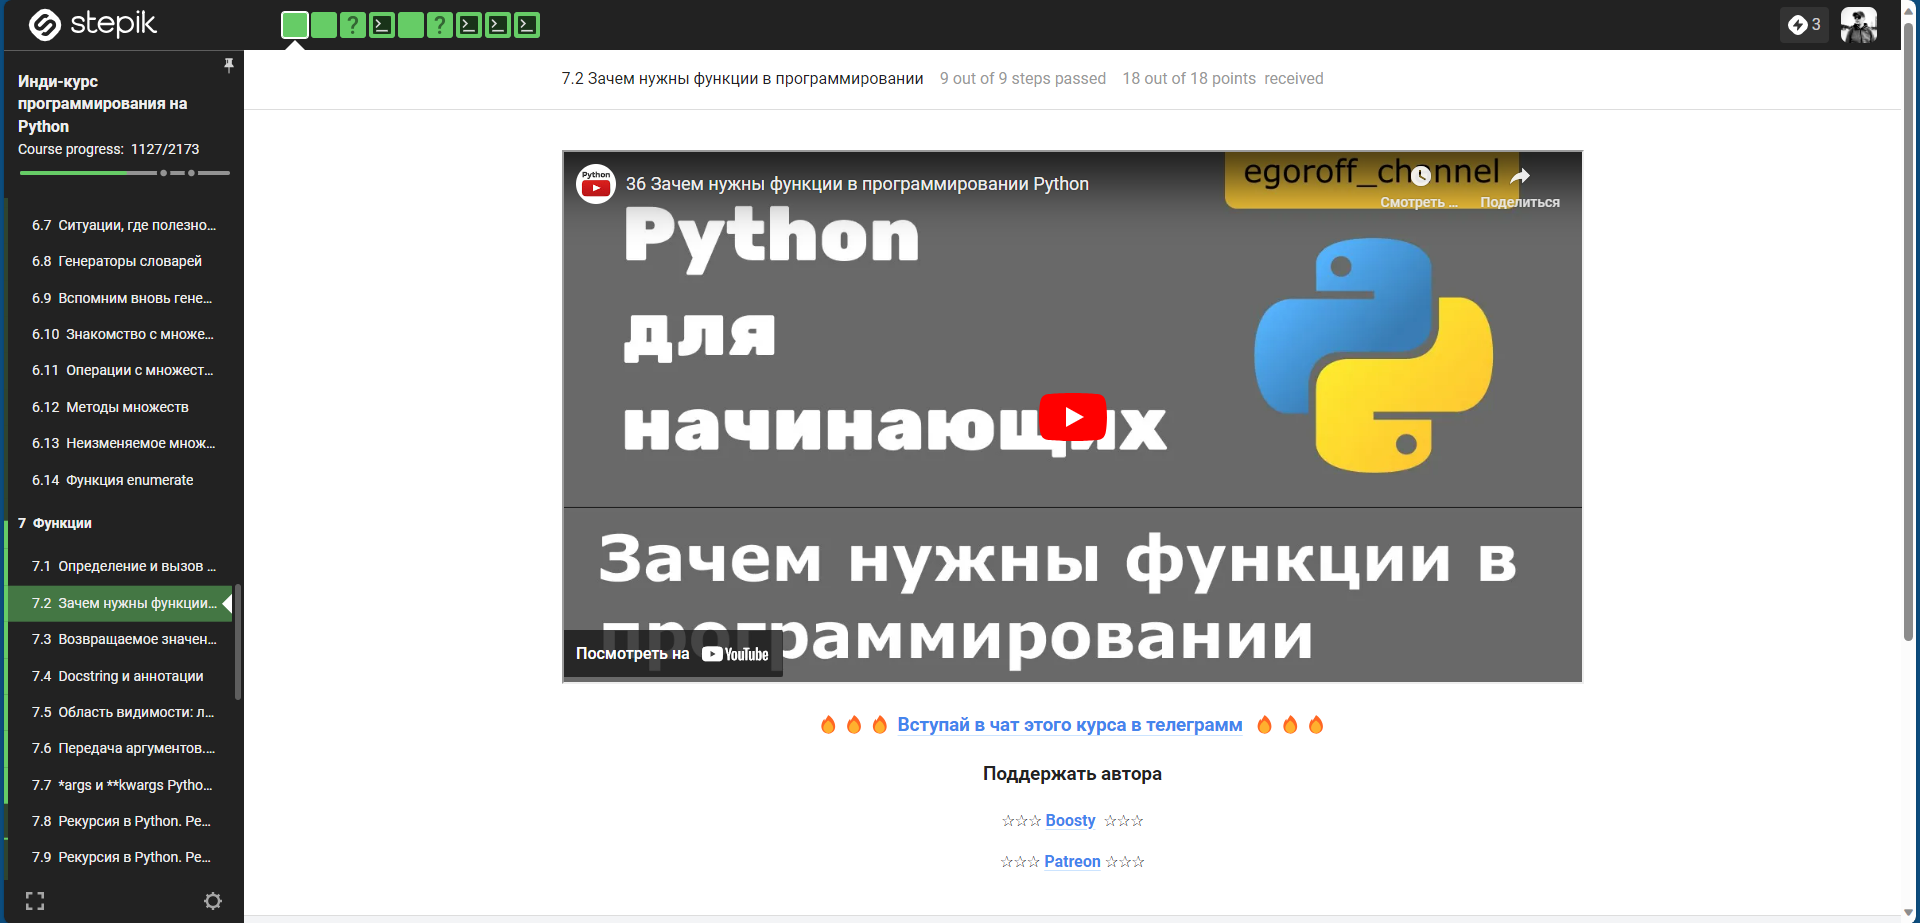 stepik
3
Инди-курс
программирования на
Python
Course progress: 1127/2173
6.7 Ситуации, где полезно...
6.8 Генераторы словарей
6.9 Вспомним вновь гене...
6.10 Знакомство с множе...
6.11 Операции с множест...
6.12 Методы множеств
6.13 Неизменяемое множ...
6.14 Функция enumerate
7 Функции
7.1 Определение и вызов ...
7.2 Зачем нужны функции...
7.3 Возвращаемое значен...
7.4 Docstring и аннотации
7.5 Область видимости: л...
7.6 Передача аргументов....
7.7 *args и **kwargs Pytho...
7.8 Рекурсия в Python. Ре...
7.9 Рекурсия в Python. Ре...
7.2 Зачем нужны функции в программировании 9 out of 9 steps passed 18 out of 18 points received
Python
36 Зачем нужны функции в программировании Python
egoroff_channel
Смотреть ...
Поделиться
Python
для
начинающих
Зачем нужны функции в
программировании
Посмотреть на YouTube
Вступай в чат этого курса в телеграмм
Поддержать автора
☆☆☆ Boosty ☆☆☆
☆☆☆ Patreon ☆☆☆